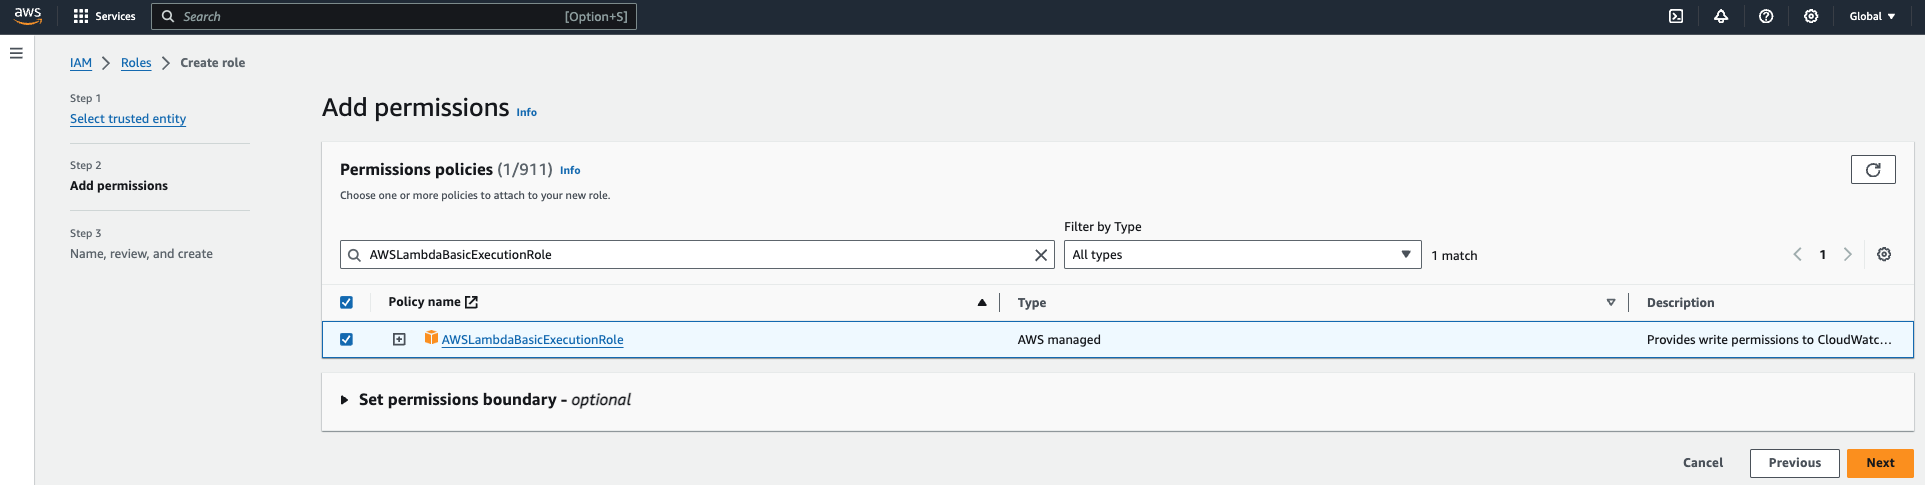 aws Services Search [Option+S] Global
IAM Roles Create role
Step 1
Select trusted entity
Step 2
Add permissions
Step 3
Name, review, and create
Add permissions Info
Permissions policies (1/911) Info
Choose one or more policies to attach to your new role.
Filter by Type
AWSLambdaBasicExecutionRole All types 1 match 1
Policy name Type Description
AWSLambdaBasicExecutionRole AWS managed Provides write permissions to CloudWatc...
Set permissions boundary - optional
Cancel Previous Next